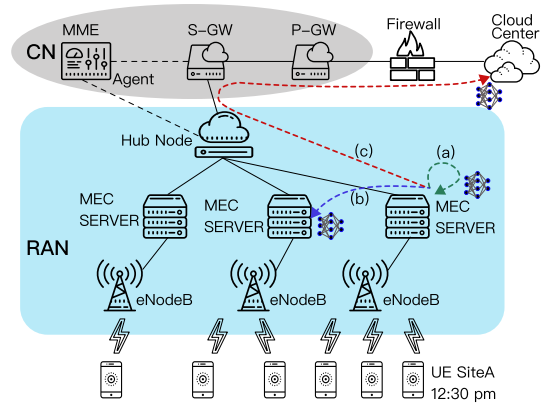 Cloud
Center
Firewall
MME
S-GW
P-GW
CN
Agent
Hub Node
(c)
(a)
(b)
MEC
SERVER
MEC
SERVER
MEC
SERVER
RAN
eNodeB
eNodeB
eNodeB
UE SiteA
12:30 pm